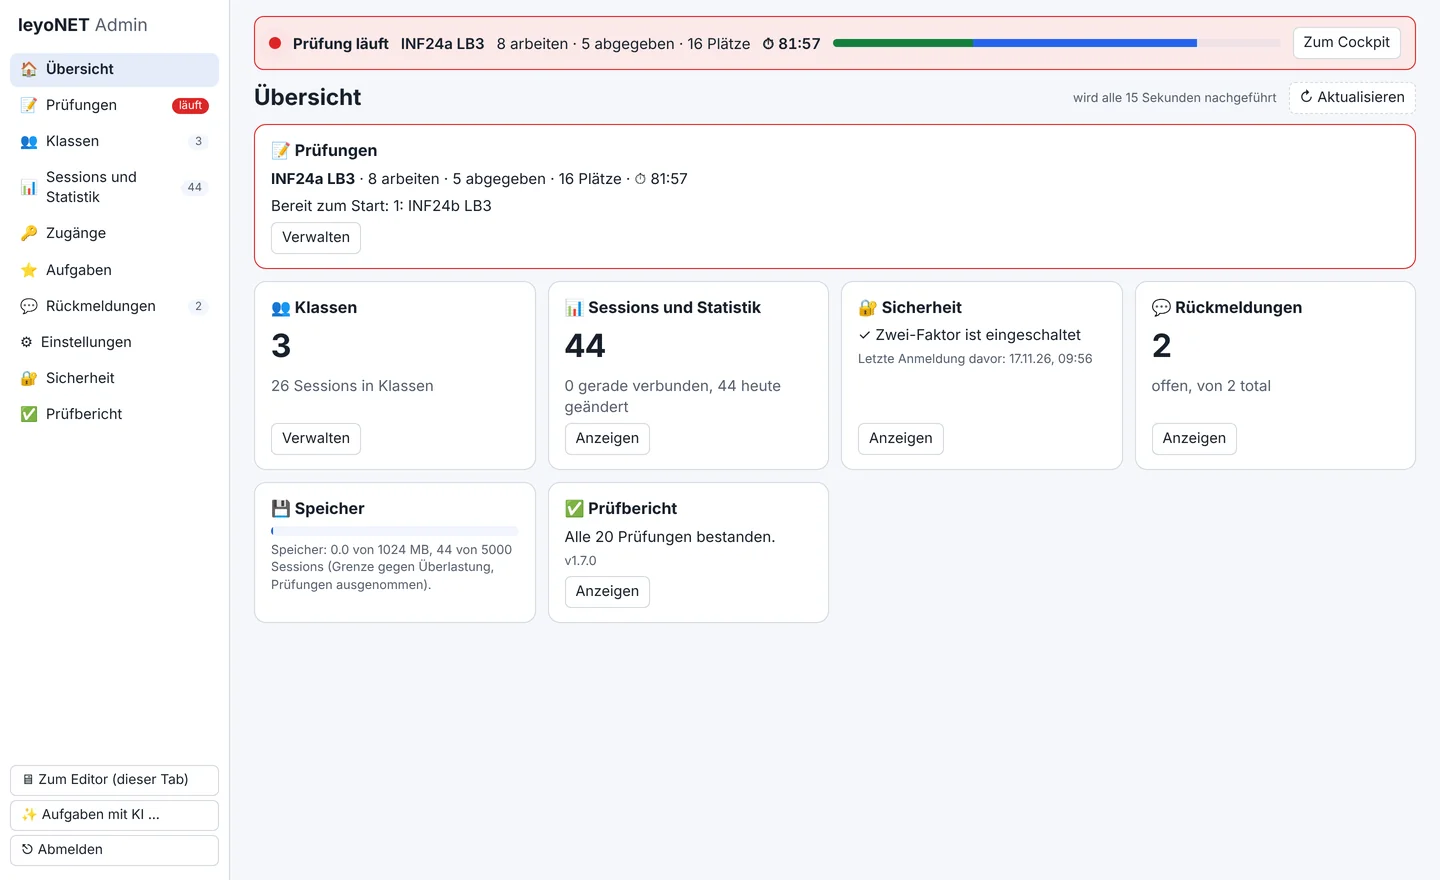 leyoNET Admin
Übersicht
Prüfungen läuft
Klassen 3
Sessions und
Statistik 44
Zugänge
Aufgaben
Rückmeldungen 2
Einstellungen
Sicherheit
Prüfbericht
Zum Editor (dieser Tab)
Aufgaben mit KI ...
Abmelden
Prüfung läuft INF24a LB3 8 arbeiten · 5 abgegeben · 16 Plätze ⏱ 81:57 Zum Cockpit
Übersicht
wird alle 15 Sekunden nachgeführt
↻ Aktualisieren
Prüfungen
INF24a LB3 · 8 arbeiten · 5 abgegeben · 16 Plätze · ⏱ 81:57
Bereit zum Start: 1: INF24b LB3
Verwalten
Klassen
3
26 Sessions in Klassen
Verwalten
Sessions und Statistik
44
0 gerade verbunden, 44 heute
geändert
Anzeigen
Sicherheit
✓ Zwei-Faktor ist eingeschaltet
Letzte Anmeldung davor: 17.11.26, 09:56
Anzeigen
Rückmeldungen
2
offen, von 2 total
Anzeigen
Speicher
Speicher: 0.0 von 1024 MB, 44 von 5000
Sessions (Grenze gegen Überlastung,
Prüfungen ausgenommen).
Prüfbericht
Alle 20 Prüfungen bestanden.
v1.7.0
Anzeigen